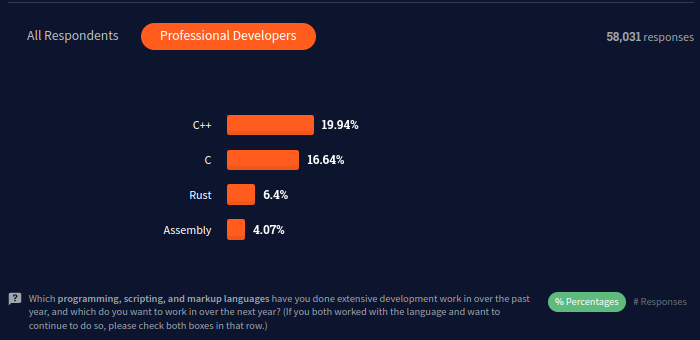 All Respondents Professional Developers 58,031 responses
C++ 19.94%
C 16.64%
Rust 6.4%
Assembly 4.07%
? Which programming, scripting, and markup languages have you done extensive development work in over the past % Percentages # Responses
year, and which do you want to work in over the next year? (If you both worked with the language and want to
continue to do so, please check both boxes in that row.)